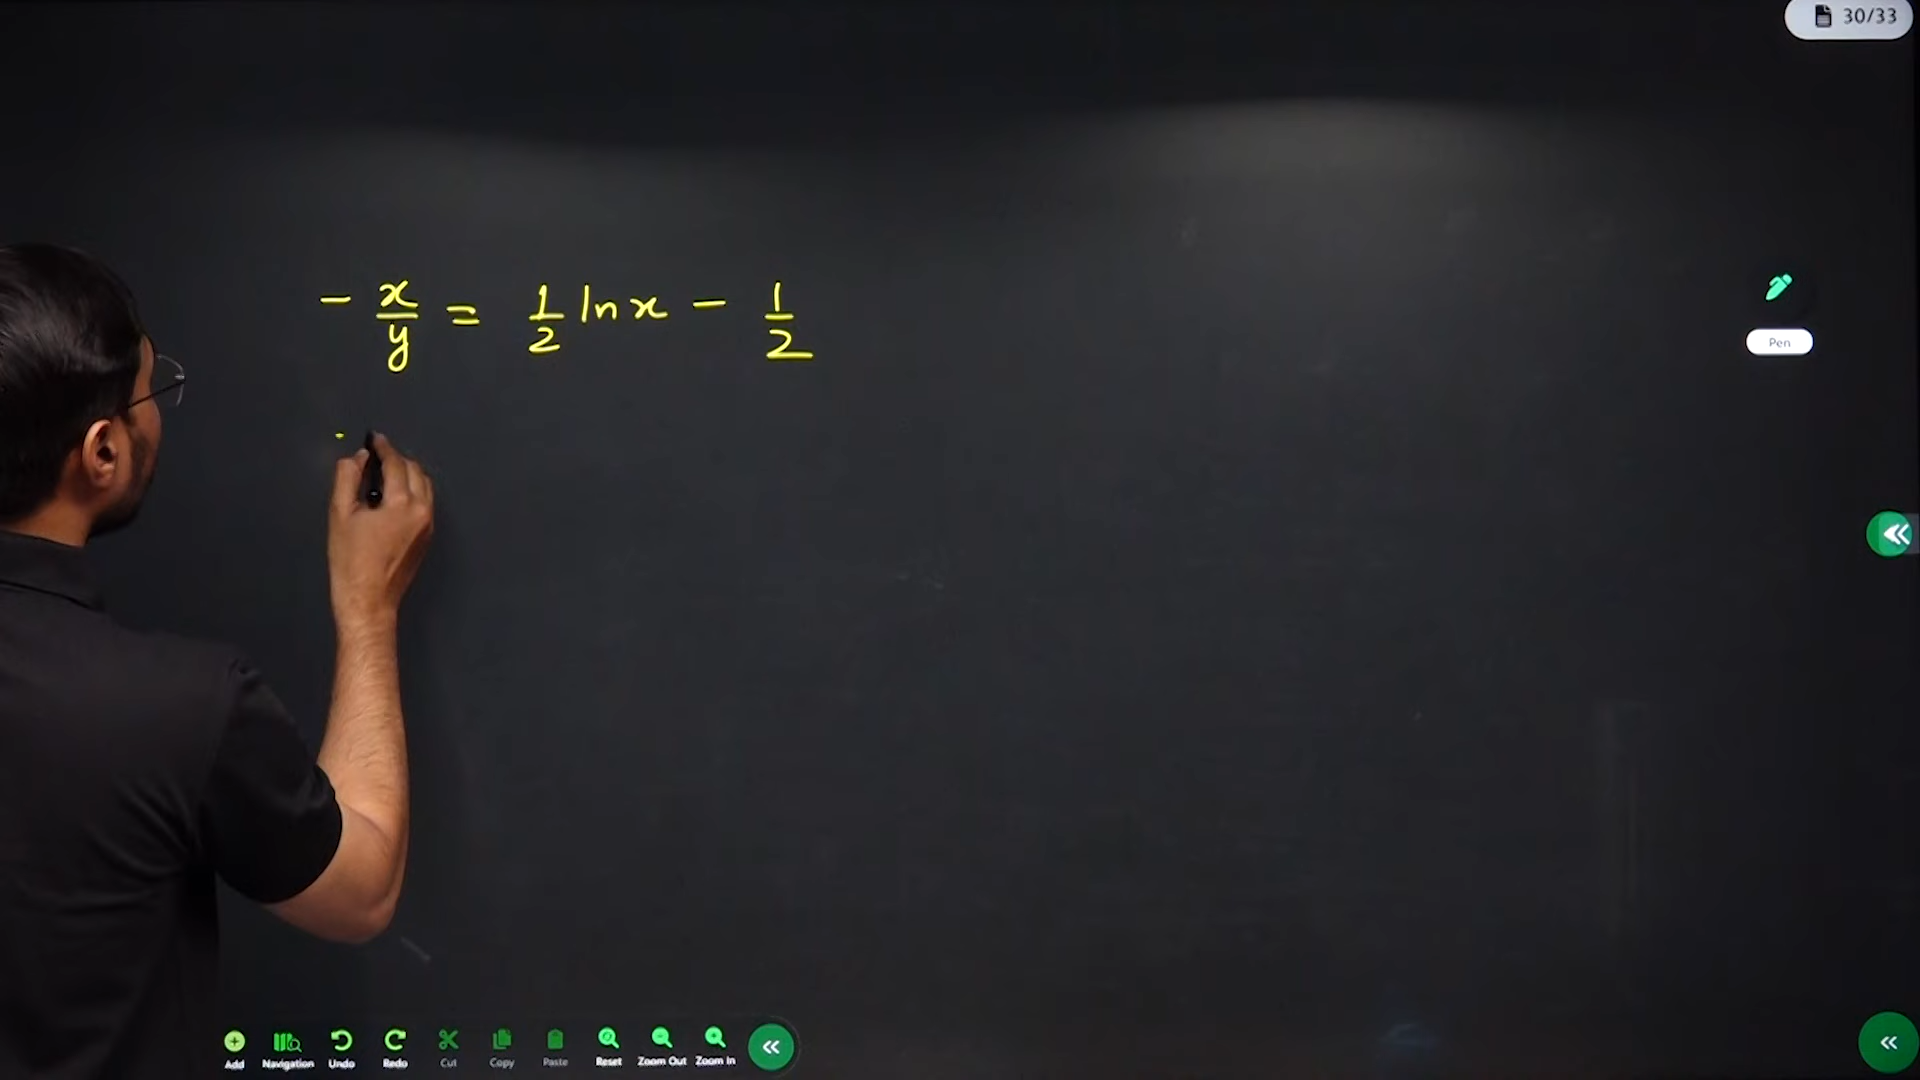 30/33
- x/y = 1/2 ln x - 1/2
Pen
Add Navigation Undo Redo Cut Copy Paste Reset Zoom Out Zoom In